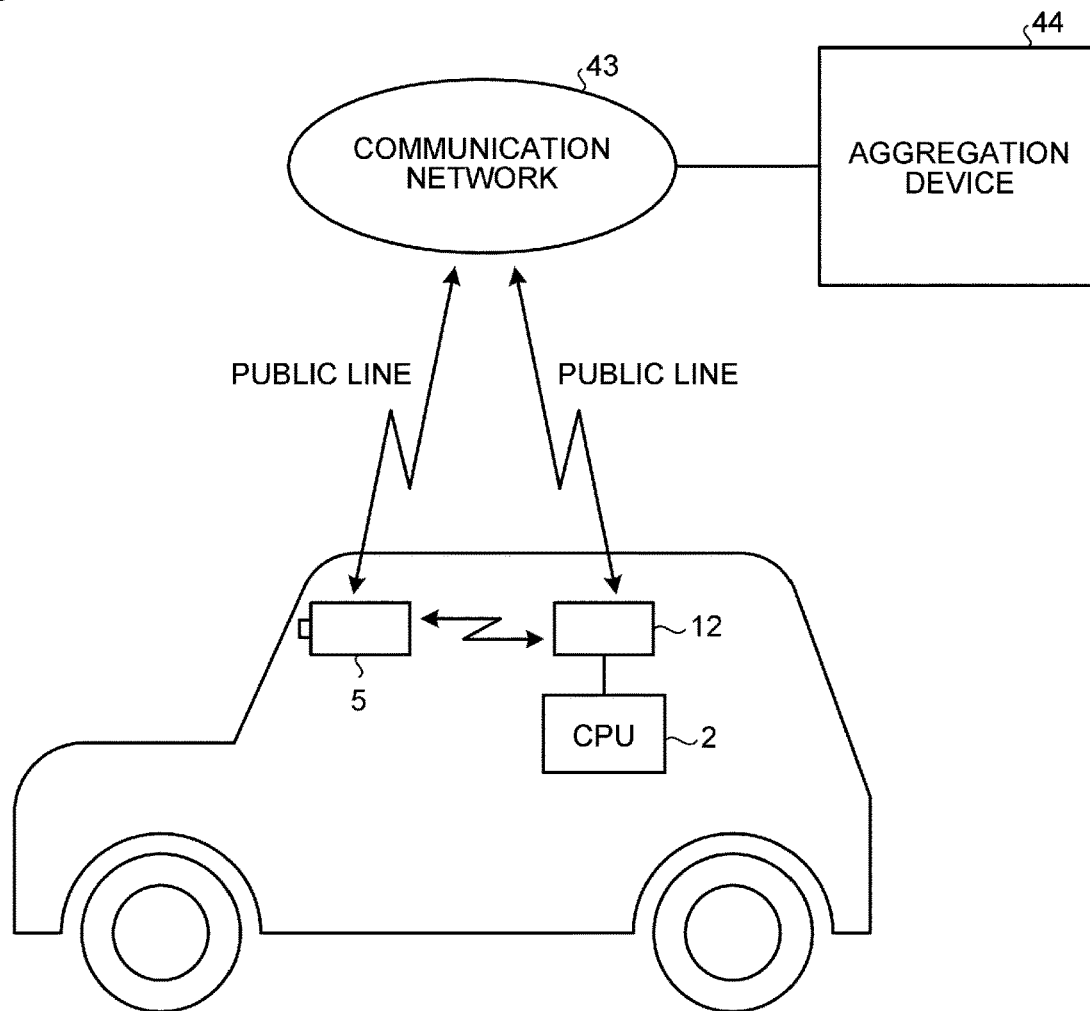 44
43
COMMUNICATION
NETWORK
AGGREGATION
DEVICE
PUBLIC LINE
PUBLIC LINE
12
5
CPU
2